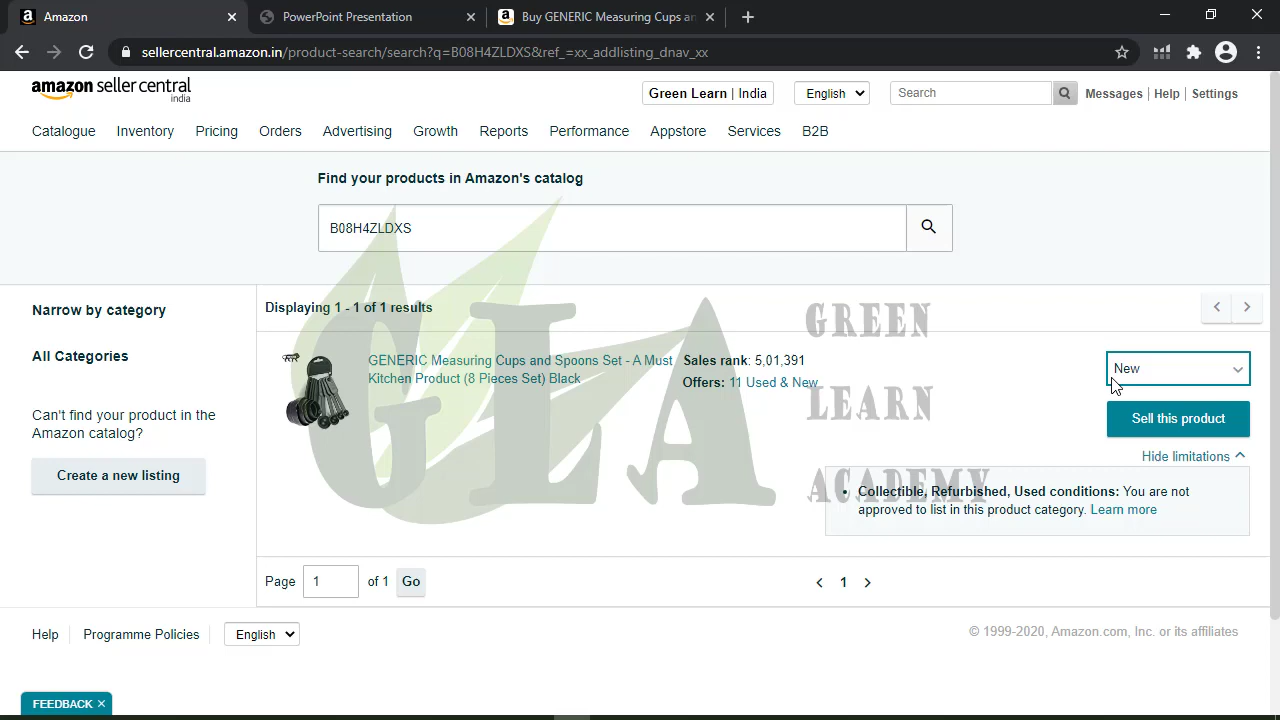 Amazon
PowerPoint Presentation
Buy GENERIC Measuring Cups an
sellercentral.amazon.in/product-search/search?q=B08H4ZLDXS&ref_=xx_addlisting_dnav_xx
amazon seller central
india
Green Learn | India
English
Search
Messages
Help
Settings
Catalogue
Inventory
Pricing
Orders
Advertising
Growth
Reports
Performance
Appstore
Services
B2B
Find your products in Amazon's catalog
B08H4ZLDXS
Narrow by category
All Categories
Can't find your product in the
Amazon catalog?
Create a new listing
Displaying 1 - 1 of 1 results
GENERIC Measuring Cups and Spoons Set - A Must
Kitchen Product (8 Pieces Set) Black
Sales rank: 5,01,391
Offers: 11 Used & New
New
Sell this product
Hide limitations
• Collectible, Refurbished, Used conditions: You are not
approved to list in this product category. Learn more
GLA
GREEN
LEARN
ACADEMY
Page 1 of 1 Go
1
Help
Programme Policies
English
© 1999-2020, Amazon.com, Inc. or its affiliates
FEEDBACK